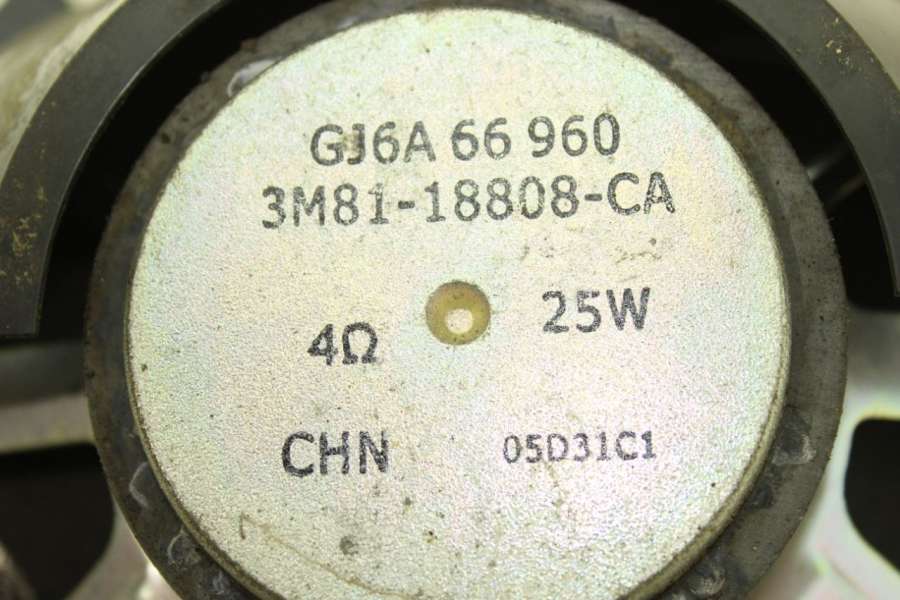 GJ6A 66 960
3M81-18808-CA
4Ω 25W
CHN 05D31C1